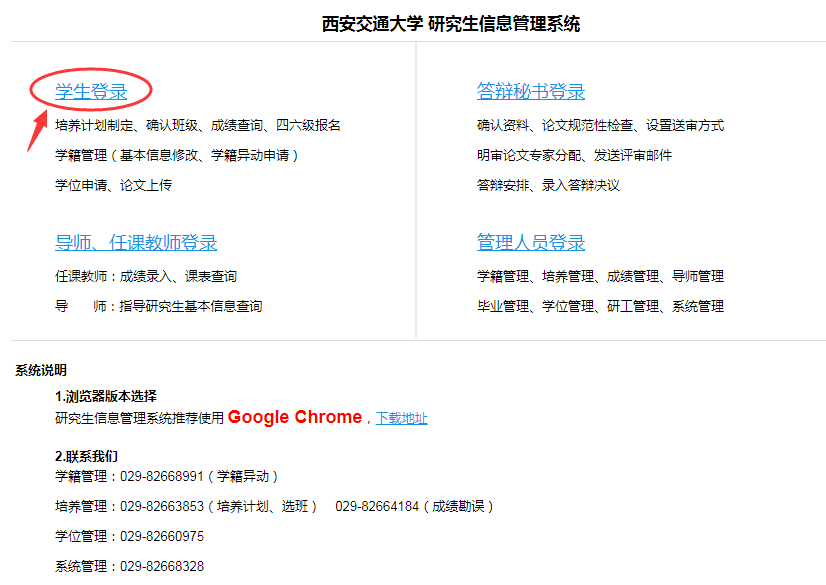 西安交通大学 研究生信息管理系统
学生登录
培养计划制定、确认班级、成绩查询、四六级报名
学籍管理（基本信息修改、学籍异动申请）
学位申请、论文上传
答辩秘书登录
确认资料、论文规范性检查、设置送审方式
明审论文专家分配、发送评审邮件
答辩安排、录入答辩决议
导师、任课教师登录
任课教师：成绩录入、课表查询
导　　师：指导研究生基本信息查询
管理人员登录
学籍管理、培养管理、成绩管理、导师管理
毕业管理、学位管理、研工管理、系统管理
系统说明
1.浏览器版本选择
研究生信息管理系统推荐使用 Google Chrome，下载地址
2.联系我们
学籍管理：029-82668991（学籍异动）
培养管理：029-82663853（培养计划、选班） 029-82664184（成绩勘误）
学位管理：029-82660975
系统管理：029-82668328